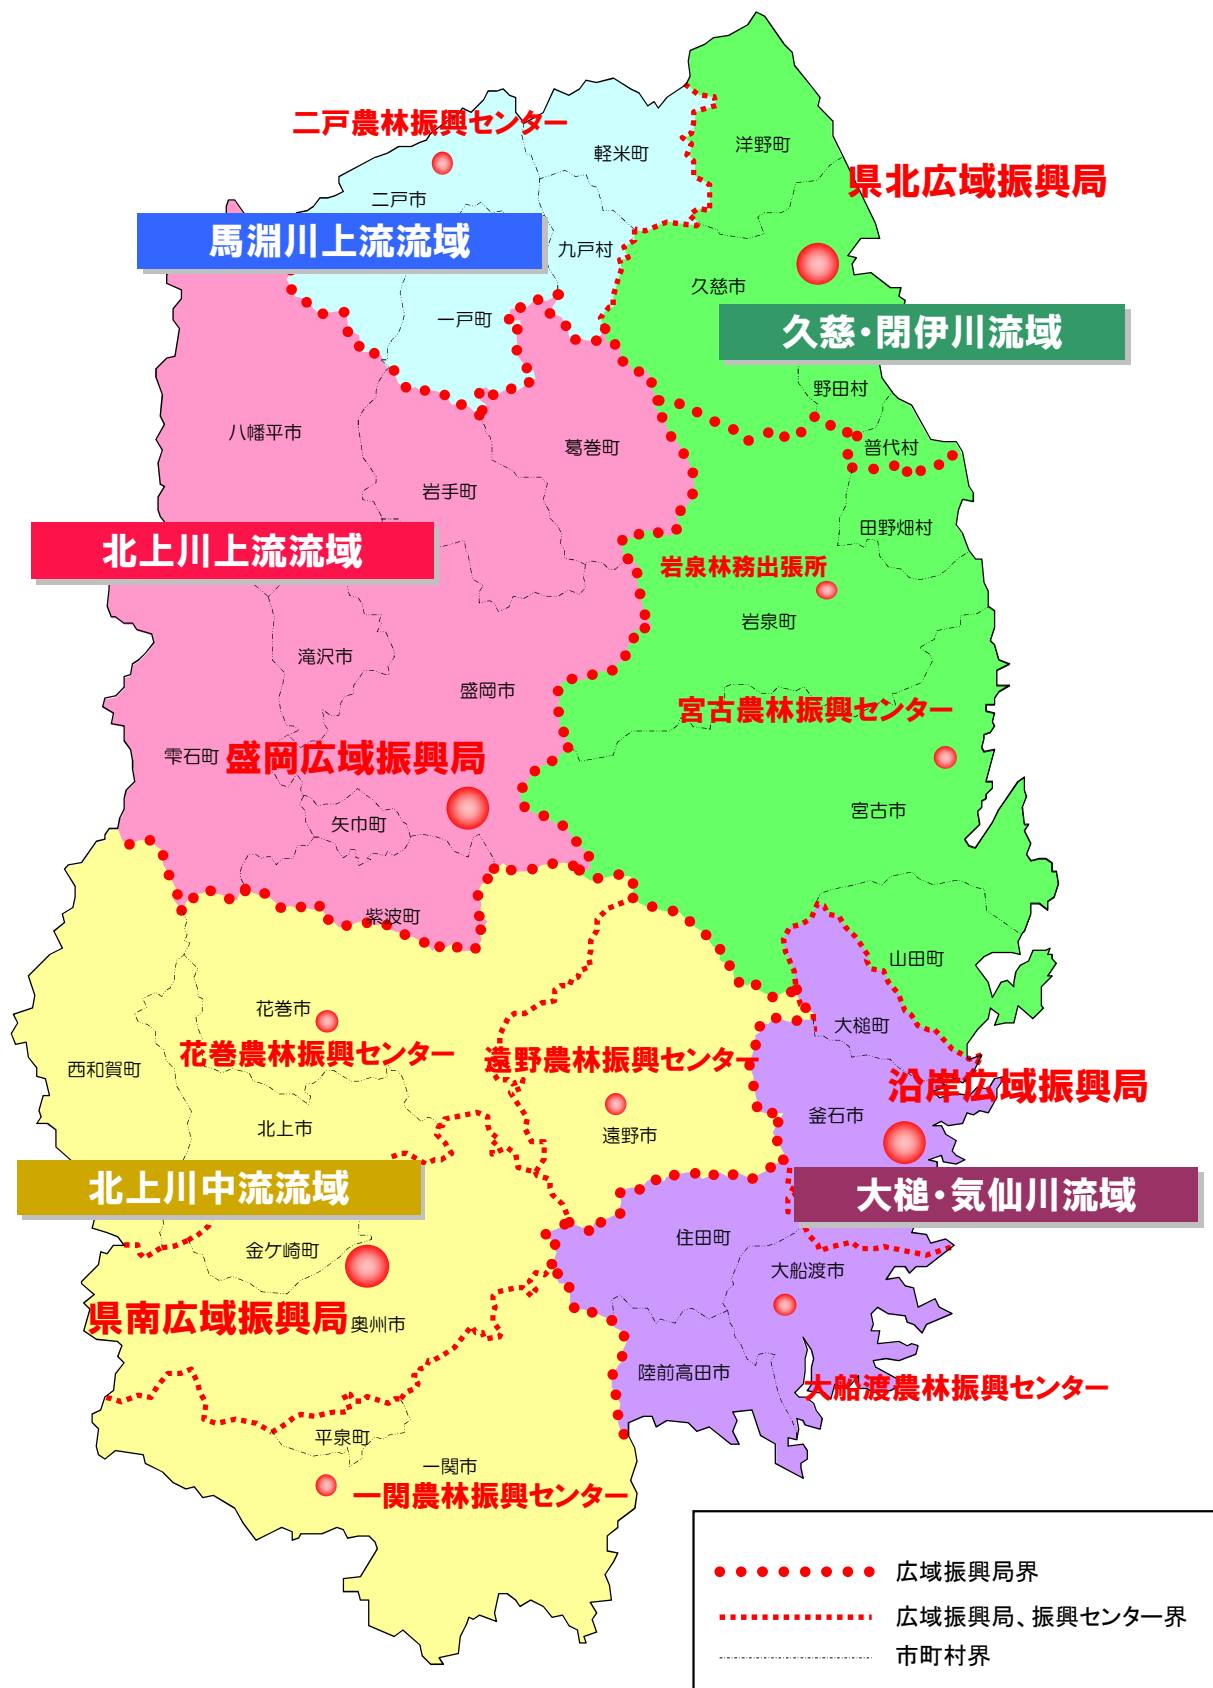 二戸農林振興センター
軽米町
洋野町
県北広域振興局
二戸市
馬淵川上流流域
九戸村
久慈市
一戸町
久慈・閉伊川流域
野田村
八幡平市
葛巻町
普代村
岩手町
田野畑村
北上川上流流域
岩泉林務出張所
岩泉町
滝沢市
盛岡市
宮古農林振興センター
雫石町
盛岡広域振興局
宮古市
矢巾町
紫波町
山田町
花巻市
大槌町
花巻農林振興センター
遠野農林振興センター
西和賀町
沿岸広域振興局
釜石市
北上市
遠野市
北上川中流流域
大槌・気仙川流域
住田町
金ケ崎町
大船渡市
県南広域振興局
奥州市
陸前高田市
大船渡農林振興センター
平泉町
一関市
一関農林振興センター
広域振興局界
広域振興局、振興センター界
市町村界